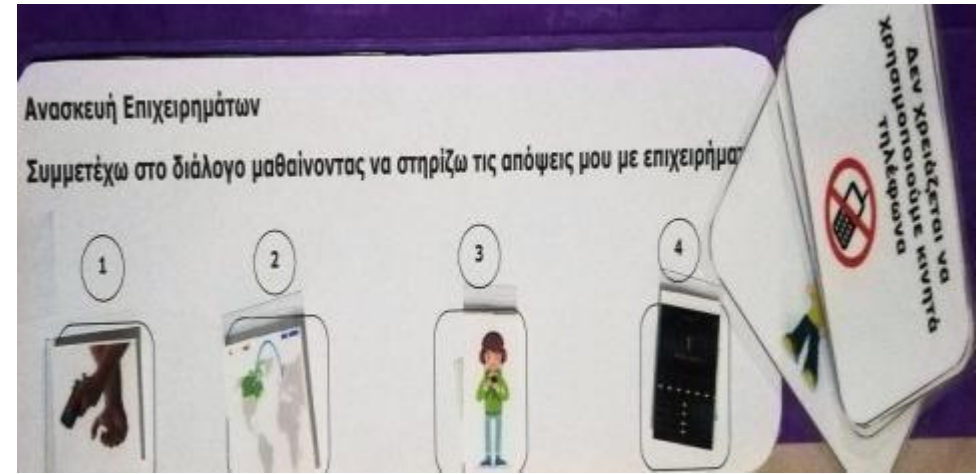 Ανασκευή Επιχειρημάτων
Συμμετέχω στο διάλογο μαθαίνοντας να στηρίζω τις απόψεις μου με
1
2
3
4
Δεν χρειάζεται να
χρησιμοποιούμε κινητά
τηλέφωνα